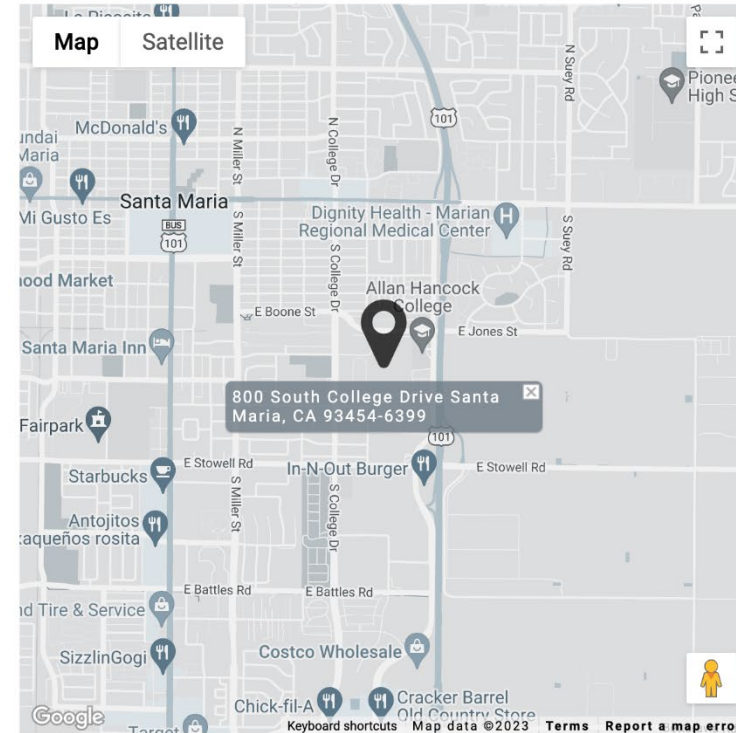 La Placita
Map
Satellite
N Suey Rd
Pionee
High S
101
McDonald's
N Miller St
N College Dr
undai
Maria
Santa Maria
Mi Gusto Es
BUS
101
S Miller St
S College Dr
Dignity Health - Marian
Regional Medical Center
S Suey Rd
ood Market
E Boone St
Allan Hancock
College
E Jones St
Santa Maria Inn
800 South College Drive Santa
Maria, CA 93454-6399
Fairpark
101
E Stowell Rd
In-N-Out Burger
E Stowell Rd
Starbucks
S Miller St
S College Dr
Antojitos
xaqueños rosita
E Battles Rd
E Battles Rd
nd Tire & Service
SizzlinGogi
Costco Wholesale
Chick-fil-A
Cracker Barrel
Old Country Store
Google
Target
Keyboard shortcuts
Map data ©2023
Terms
Report a map erro